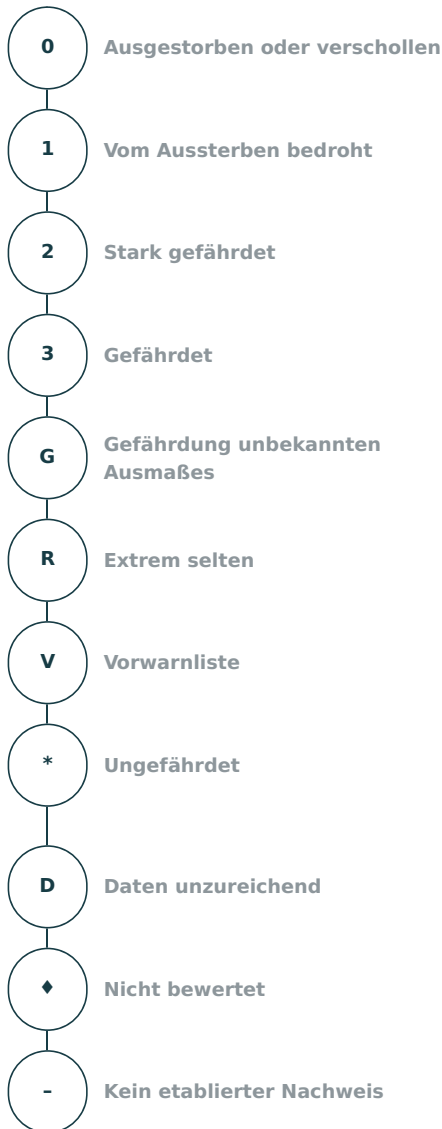 0 Ausgestorben oder verschollen
1 Vom Aussterben bedroht
2 Stark gefährdet
3 Gefährdet
G Gefährdung unbekannten
Ausmaßes
R Extrem selten
V Vorwarnliste
* Ungefährdet
D Daten unzureichend
♦ Nicht bewertet
– Kein etablierter Nachweis